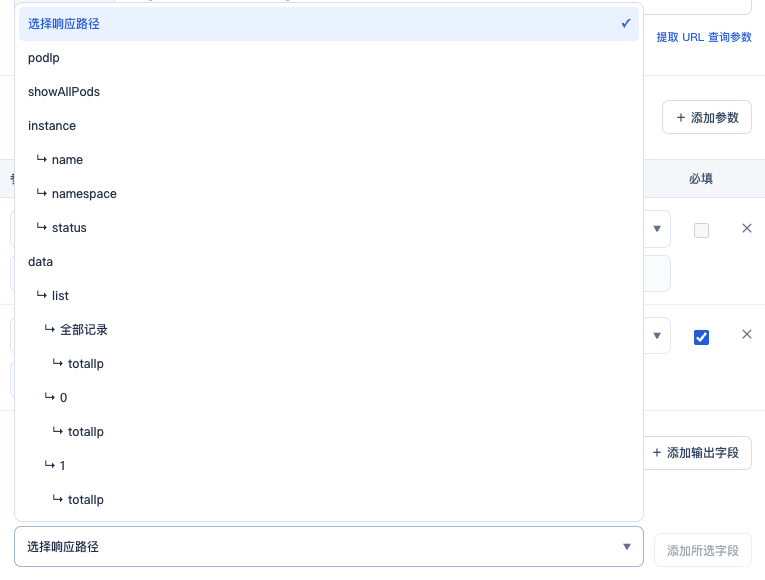 选择响应路径 ✓
提取 URL 查询参数
podIp
showAllPods
+ 添加参数
instance
↳ name
必填
↳ namespace
↳ status
data
↳ list
↳ 全部记录
↳ totalIp
↳ 0
↳ totalIp
+ 添加输出字段
↳ 1
↳ totalIp
选择响应路径
添加所选字段